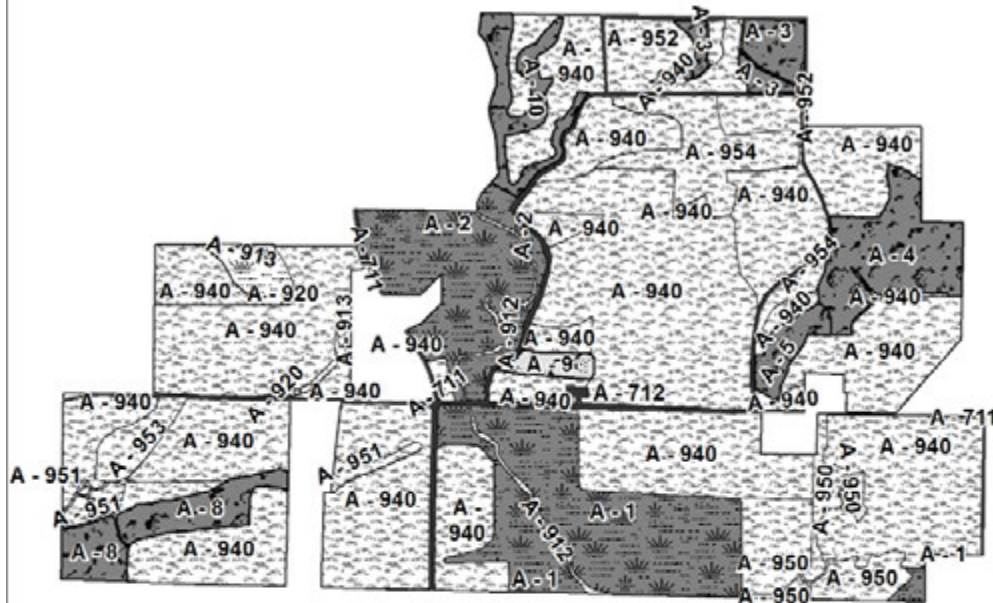 A - 3
A - 3
A - 952
A - 940
A - 940
A - 3
A - 10
A - 952
A - 940
A - 940
A - 954
A - 940
A - 940
A - 2
A - 2
A - 940
A - 711
A - 913
A - 954
A - 4
A - 940
A - 920
A - 940
A - 940
A - 940
A - 913
A - 912
A - 940
A - 940
A - 940
A - 940
A - 9
A - 5
A - 940
A - 920
A - 940
A - 711
A - 940
A - 712
A - 940
A - 940
A - 711
A - 953
A - 940
A - 940
A - 940
A - 951
A - 951
A - 940
A - 950
A - 950
A - 951
A - 8
A - 940
A - 912
A - 1
A - 8
A - 940
A - 1
A - 950
A - 950
A - 950
A - 1